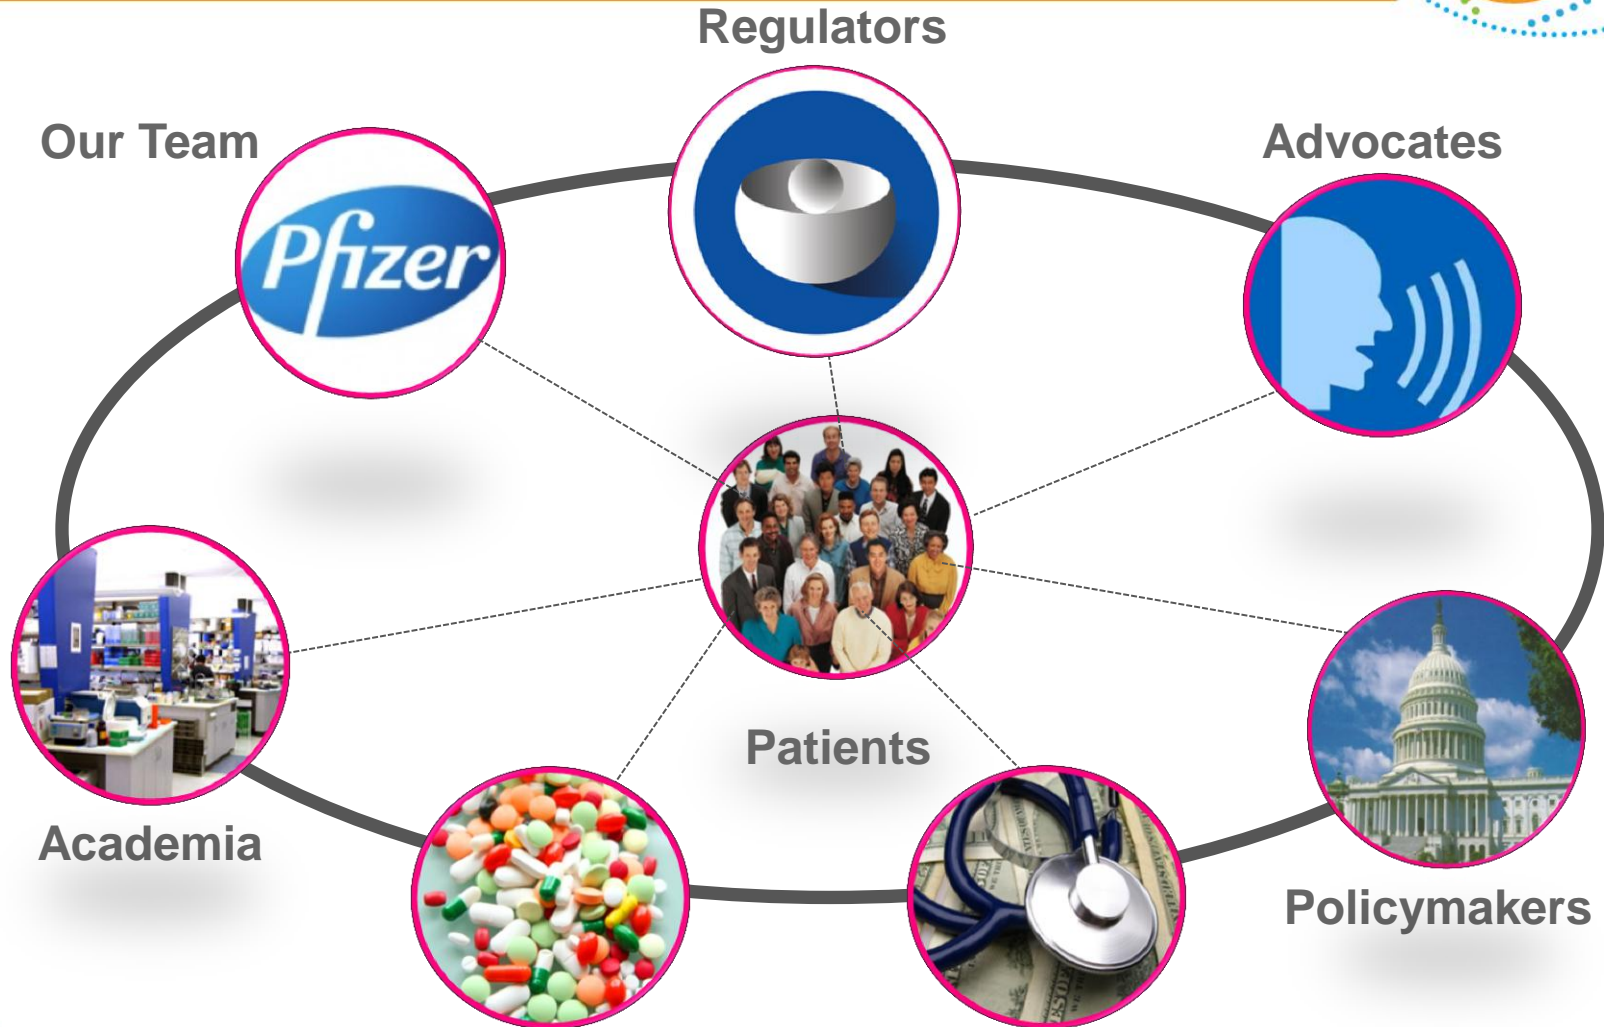 Regulators
Our Team
Advocates
Pfizer
Patients
Academia
Policymakers